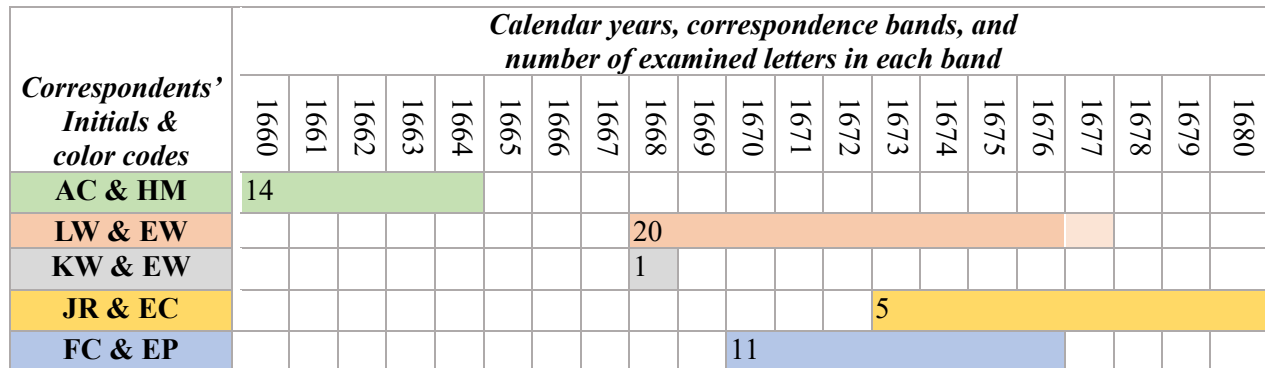 Calendar years, correspondence bands, and
number of examined letters in each band
Correspondents’
Initials &
color codes
1660 1661 1662 1663 1664 1665 1666 1667 1668 1669 1670 1671 1672 1673 1674 1675 1676 1677 1678 1679 1680
AC & HM 14
LW & EW 20
KW & EW 1
JR & EC 5
FC & EP 11